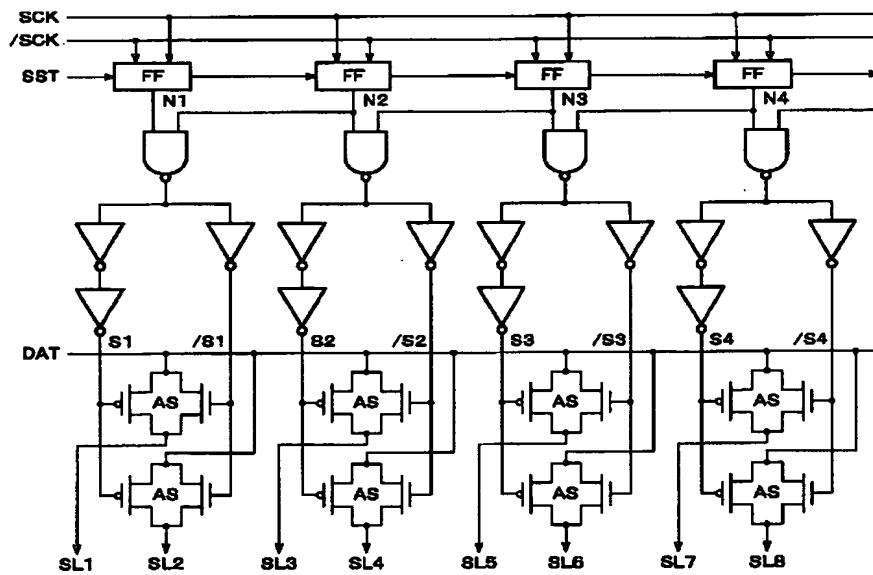 SCK
/SCK
SST FF FF FF FF
N1 N2 N3 N4
S1 /S1 S2 /S2 S3 /S3 S4 /S4
DAT
AS AS AS AS
AS AS AS AS
SL1 SL2 SL3 SL4 SL5 SL6 SL7 SL8